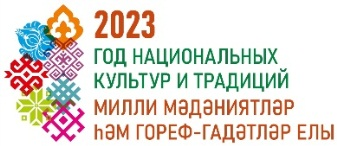 2023
ГОД НАЦИОНАЛЬНЫХ
КУЛЬТУР И ТРАДИЦИЙ
МИЛЛИ МӘДӘНИЯТЛӘР
ҺӘМ ГОРЕФ-ГАДӘТЛӘР ЕЛЫ